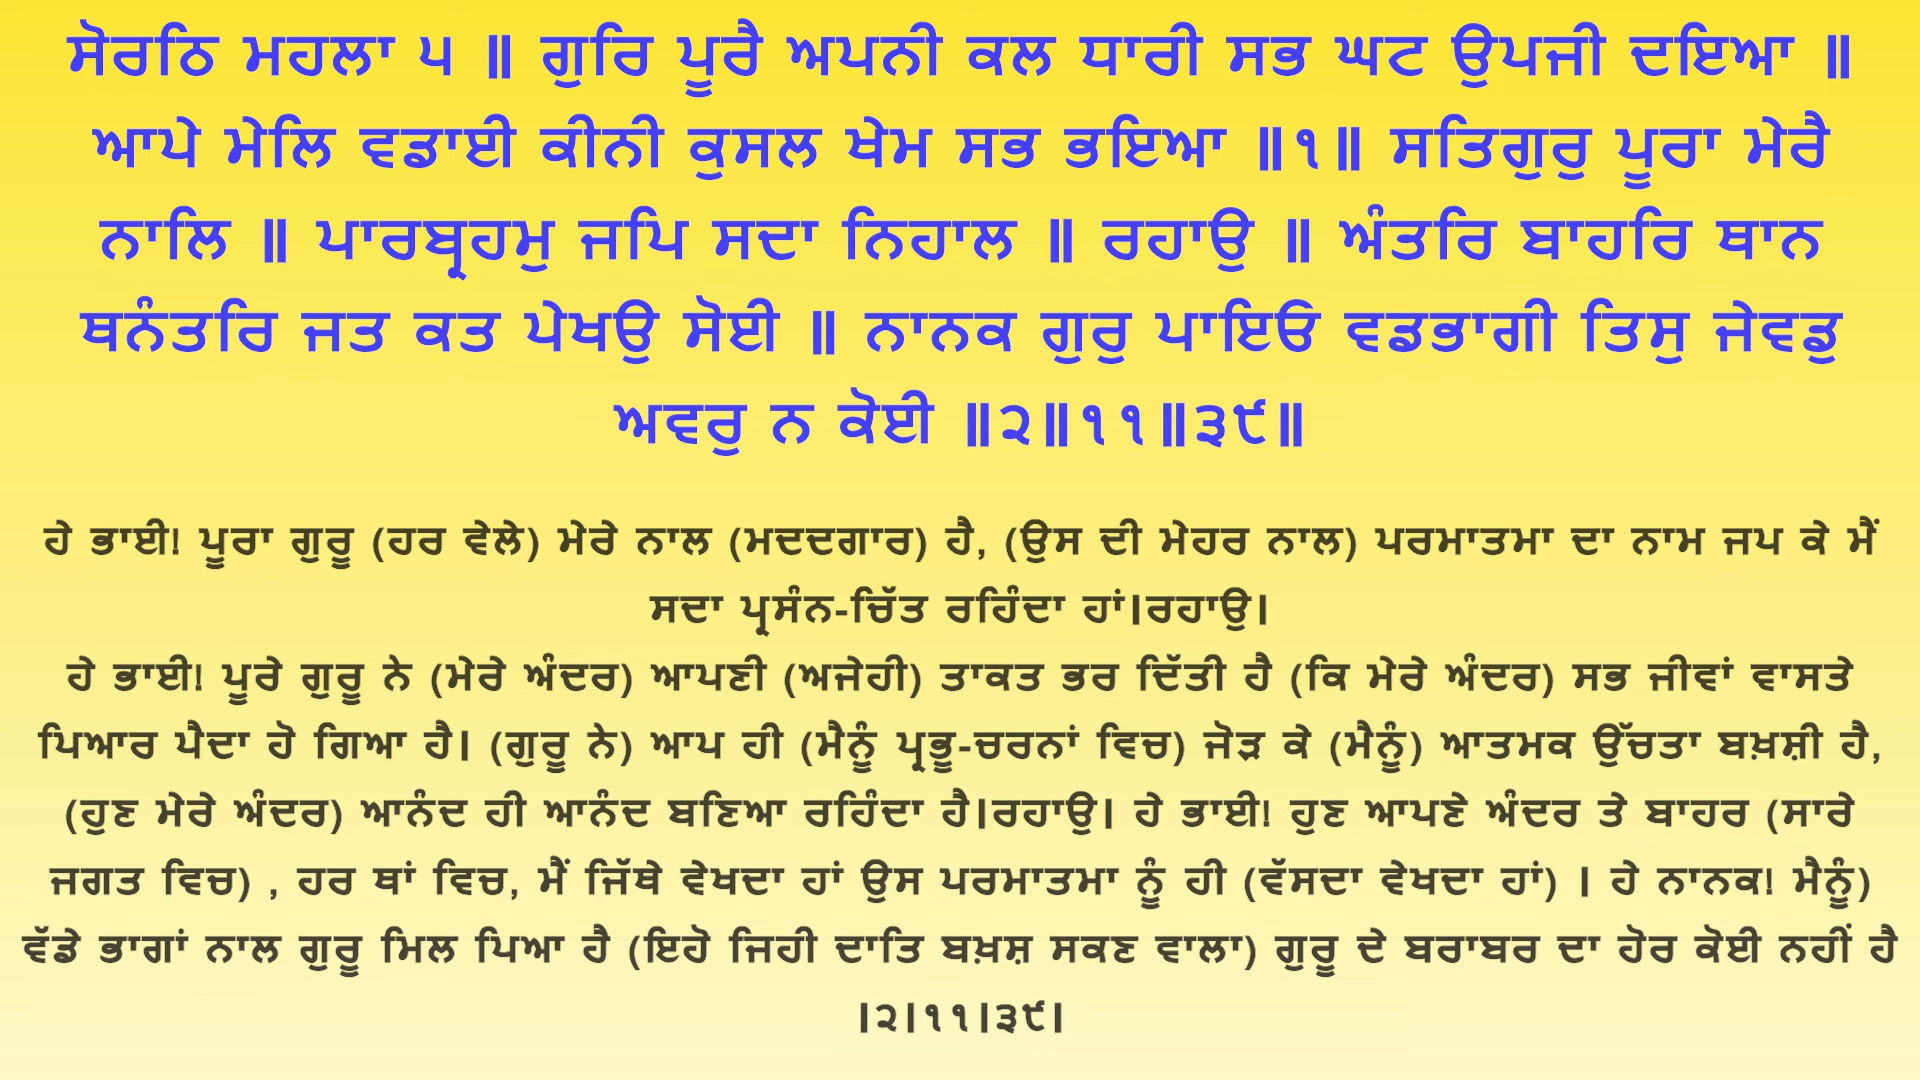 ਸੋਰਠਿ ਮਹਲਾ ੫ ॥ ਗੁਰਿ ਪੂਰੈ ਅਪਨੀ ਕਲ ਧਾਰੀ ਸਭ ਘਟ ਉਪਜੀ ਦਇਆ ॥
ਆਪੇ ਮੇਲਿ ਵਡਾਈ ਕੀਨੀ ਕੁਸਲ ਖੇਮ ਸਭ ਭਇਆ ॥੧॥ ਸਤਿਗੁਰੁ ਪੂਰਾ ਮੇਰੈ
ਨਾਲਿ ॥ ਪਾਰਬ੍ਰਹਮੁ ਜਪਿ ਸਦਾ ਨਿਹਾਲ ॥ ਰਹਾਉ ॥ ਅੰਤਰਿ ਬਾਹਰਿ ਥਾਨ
ਥਨੰਤਰਿ ਜਤ ਕਤ ਪੇਖਉ ਸੋਈ ॥ ਨਾਨਕ ਗੁਰੁ ਪਾਇਓ ਵਡਭਾਗੀ ਤਿਸੁ ਜੇਵਡੁ
ਅਵਰੁ ਨ ਕੋਈ ॥੨॥੧੧॥੩੯॥
ਹੇ ਭਾਈ! ਪੂਰਾ ਗੁਰੂ (ਹਰ ਵੇਲੇ) ਮੇਰੇ ਨਾਲ (ਮਦਦਗਾਰ) ਹੈ, (ਉਸ ਦੀ ਮੇਹਰ ਨਾਲ) ਪਰਮਾਤਮਾ ਦਾ ਨਾਮ ਜਪ ਕੇ ਮੈਂ
ਸਦਾ ਪ੍ਰਸੰਨ-ਚਿੱਤ ਰਹਿੰਦਾ ਹਾਂ।ਰਹਾਉ।
ਹੇ ਭਾਈ! ਪੂਰੇ ਗੁਰੂ ਨੇ (ਮੇਰੇ ਅੰਦਰ) ਆਪਣੀ (ਅਜੇਹੀ) ਤਾਕਤ ਭਰ ਦਿੱਤੀ ਹੈ (ਕਿ ਮੇਰੇ ਅੰਦਰ) ਸਭ ਜੀਵਾਂ ਵਾਸਤੇ
ਪਿਆਰ ਪੈਦਾ ਹੋ ਗਿਆ ਹੈ। (ਗੁਰੂ ਨੇ) ਆਪ ਹੀ (ਮੈਨੂੰ ਪ੍ਰਭੂ-ਚਰਨਾਂ ਵਿਚ) ਜੋੜ ਕੇ (ਮੈਨੂੰ) ਆਤਮਕ ਉੱਚਤਾ ਬਖ਼ਸ਼ੀ ਹੈ,
(ਹੁਣ ਮੇਰੇ ਅੰਦਰ) ਆਨੰਦ ਹੀ ਆਨੰਦ ਬਣਿਆ ਰਹਿੰਦਾ ਹੈ।ਰਹਾਉ। ਹੇ ਭਾਈ! ਹੁਣ ਆਪਣੇ ਅੰਦਰ ਤੇ ਬਾਹਰ (ਸਾਰੇ
ਜਗਤ ਵਿਚ) , ਹਰ ਥਾਂ ਵਿਚ, ਮੈਂ ਜਿੱਥੇ ਵੇਖਦਾ ਹਾਂ ਉਸ ਪਰਮਾਤਮਾ ਨੂੰ ਹੀ (ਵੱਸਦਾ ਵੇਖਦਾ ਹਾਂ) । ਹੇ ਨਾਨਕ! ਮੈਨੂੰ)
ਵੱਡੇ ਭਾਗਾਂ ਨਾਲ ਗੁਰੂ ਮਿਲ ਪਿਆ ਹੈ (ਇਹੋ ਜਿਹੀ ਦਾਤਿ ਬਖ਼ਸ਼ ਸਕਣ ਵਾਲਾ) ਗੁਰੂ ਦੇ ਬਰਾਬਰ ਦਾ ਹੋਰ ਕੋਈ ਨਹੀਂ ਹੈ
।੨।੧੧।੩੯।